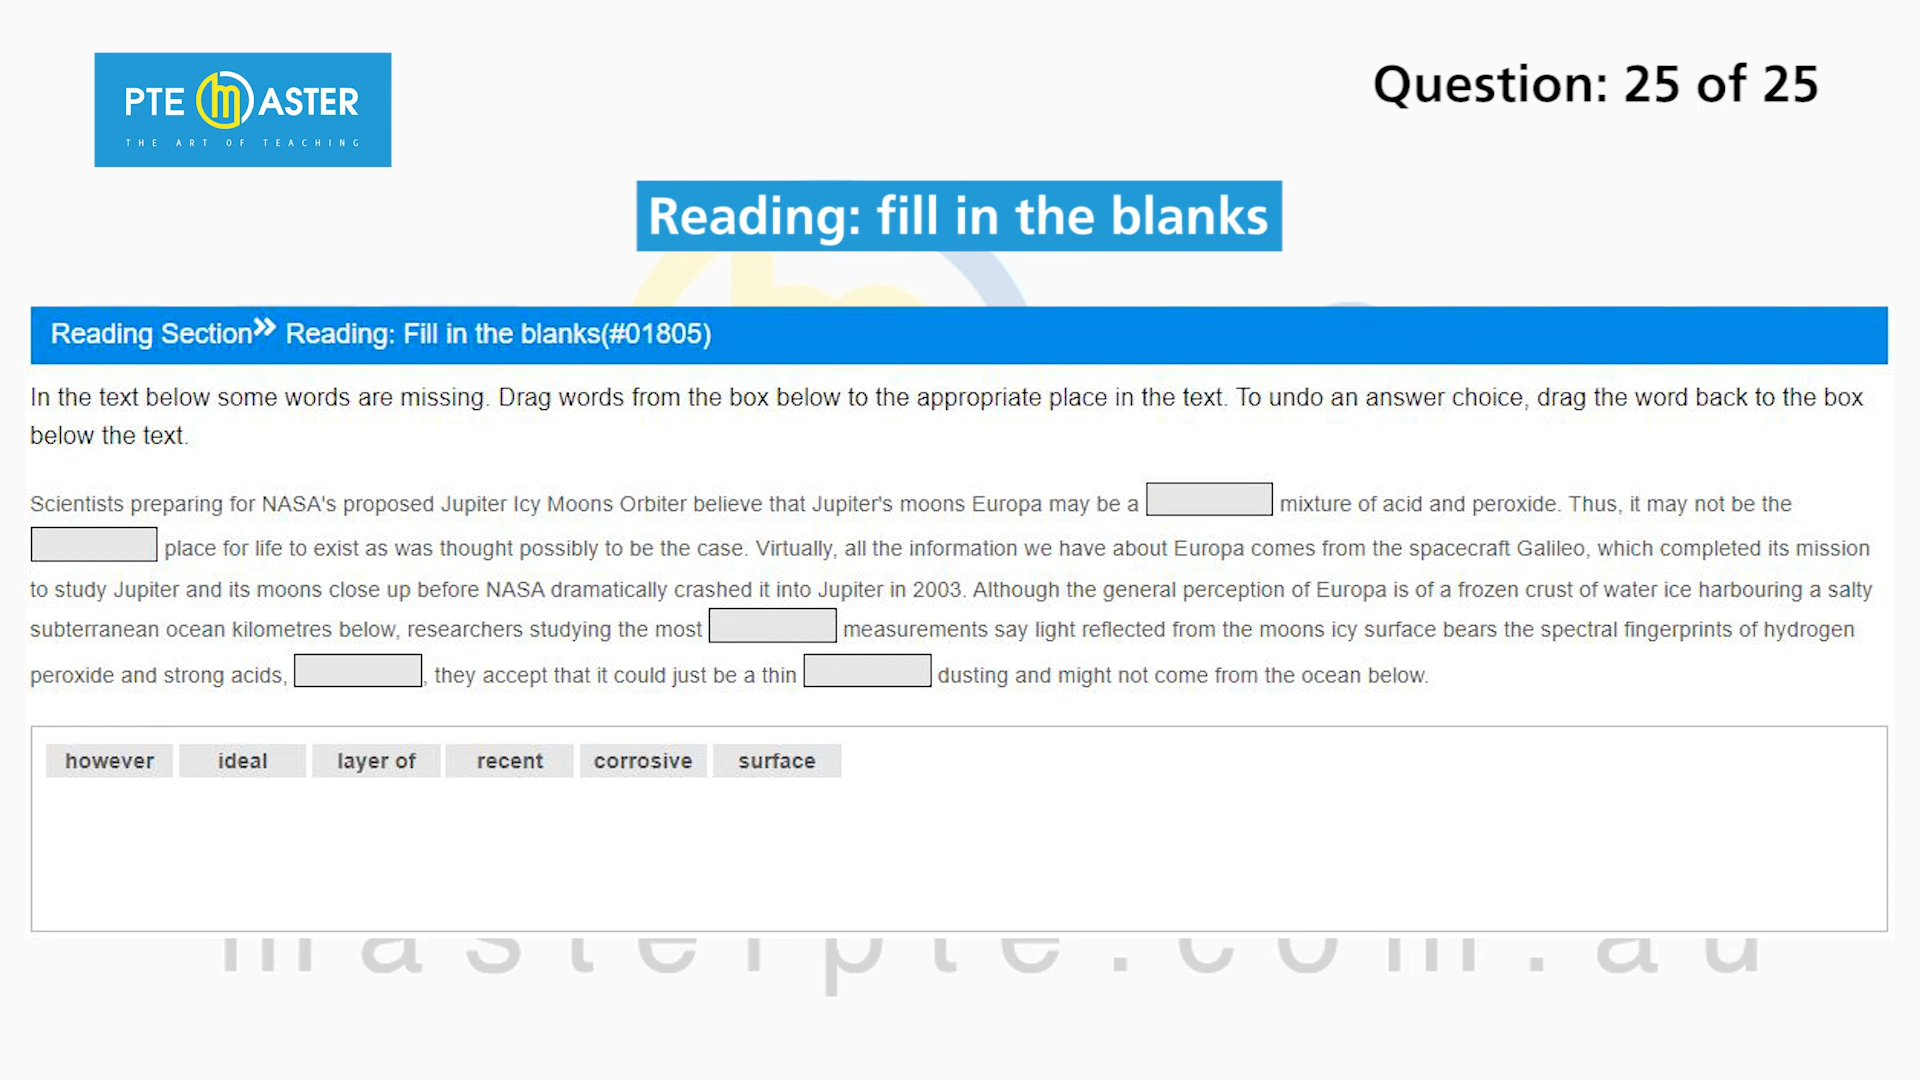 PTE MASTER
THE ART OF TEACHING
Question: 25 of 25
Reading: fill in the blanks
Reading Section» Reading: Fill in the blanks(#01805)
In the text below some words are missing. Drag words from the box below to the appropriate place in the text. To undo an answer choice, drag the word back to the box
below the text.
Scientists preparing for NASA's proposed Jupiter Icy Moons Orbiter believe that Jupiter's moons Europa may be a mixture of acid and peroxide. Thus, it may not be the
place for life to exist as was thought possibly to be the case. Virtually, all the information we have about Europa comes from the spacecraft Galileo, which completed its mission
to study Jupiter and its moons close up before NASA dramatically crashed it into Jupiter in 2003. Although the general perception of Europa is of a frozen crust of water ice harbouring a salty
subterranean ocean kilometres below, researchers studying the most measurements say light reflected from the moons icy surface bears the spectral fingerprints of hydrogen
peroxide and strong acids, , they accept that it could just be a thin dusting and might not come from the ocean below.
however ideal layer of recent corrosive surface
masterpte.com.au